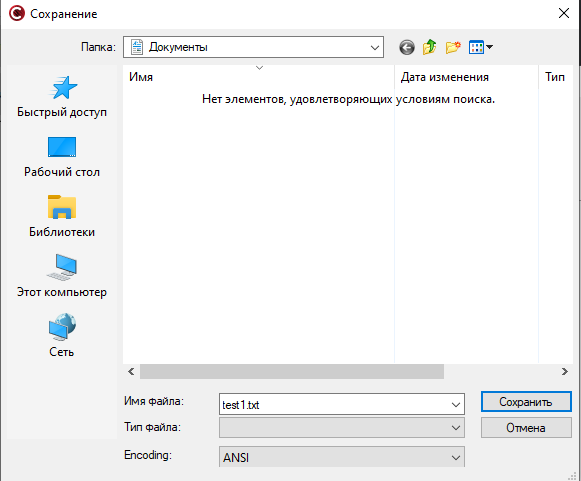 Сохранение
Папка: Документы
Имя Дата изменения Тип
Нет элементов, удовлетворяющих условиям поиска.
Быстрый доступ
Рабочий стол
Библиотеки
Этот компьютер
Сеть
Имя файла: test1.txt Сохранить
Тип файла: Отмена
Encoding: ANSI